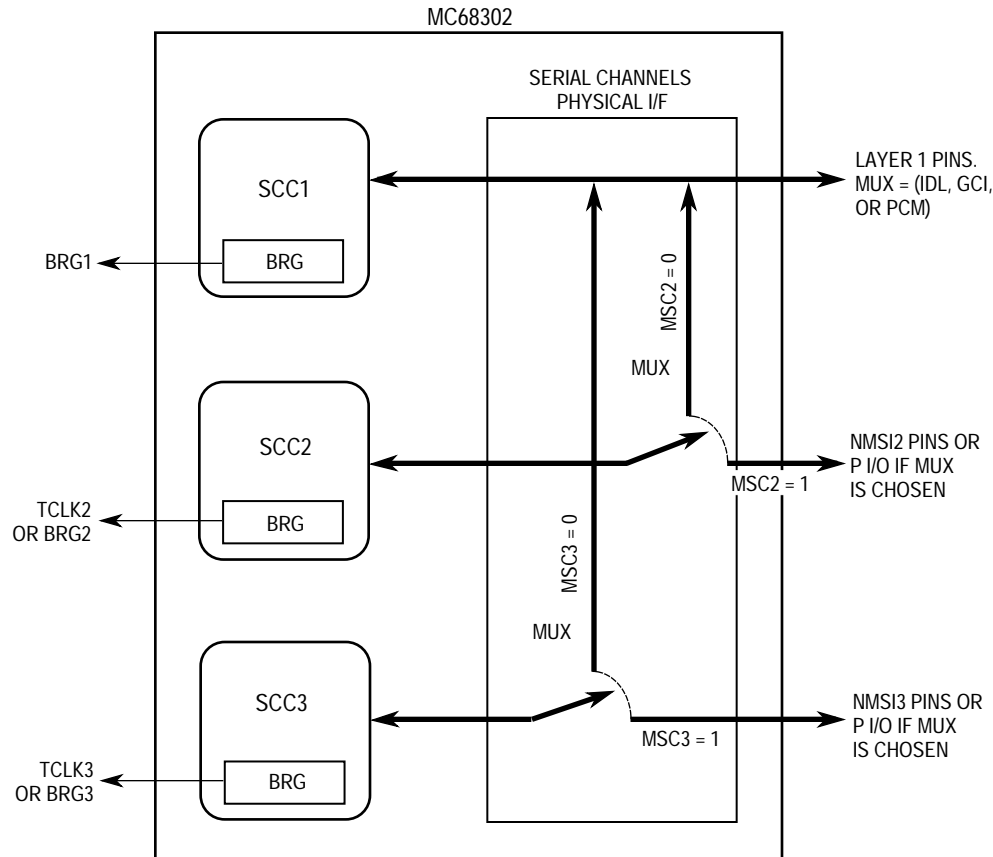 MC68302
SERIAL CHANNELS
PHYSICAL I/F
SCC1
BRG
BRG1
LAYER 1 PINS.
MUX = (IDL, GCI,
OR PCM)
MSC2 = 0
MUX
SCC2
BRG
TCLK2
OR BRG2
MSC2 = 1
NMSI2 PINS OR
P I/O IF MUX
IS CHOSEN
MSC3 = 0
MUX
SCC3
BRG
TCLK3
OR BRG3
MSC3 = 1
NMSI3 PINS OR
P I/O IF MUX
IS CHOSEN